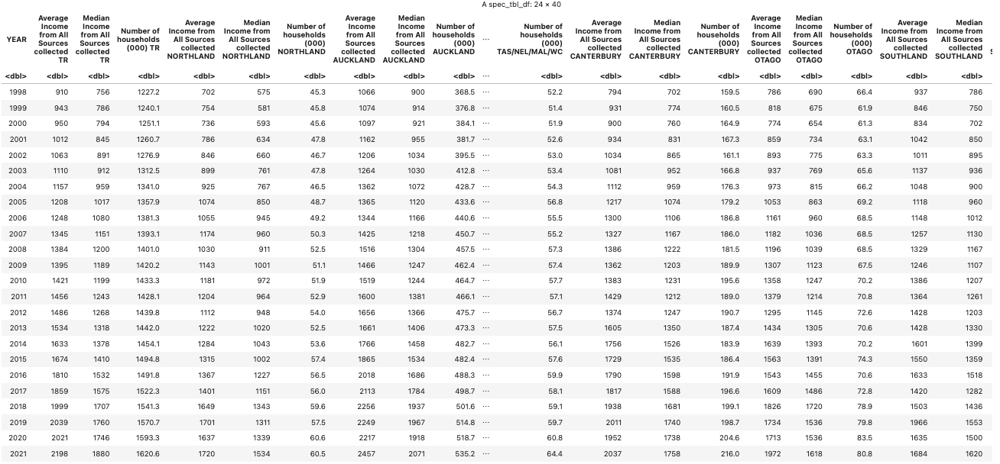 A spec_tbl_df: 24 × 40
YEAR Average Income from All Sources collected TR Median Income from All Sources collected TR Number of households (000) TR Average Income from All Sources collected NORTHLAND Median Income from All Sources collected NORTHLAND Number of households (000) NORTHLAND Average Income from All Sources collected AUCKLAND Median Income from All Sources collected AUCKLAND Number of households (000) AUCKLAND ⋯ Number of households (000) TAS/NEL/MAL/WC Average Income from All Sources collected CANTERBURY Median Income from All Sources collected CANTERBURY Number of households (000) CANTERBURY Average Income from All Sources collected OTAGO Median Income from All Sources collected OTAGO Number of households (000) OTAGO Average Income from All Sources collected SOUTHLAND Median Income from All Sources collected SOUTHLAND
<dbl> <dbl> <dbl> <dbl> <dbl> <dbl> <dbl> <dbl> <dbl> <dbl> ⋯ <dbl> <dbl> <dbl> <dbl> <dbl> <dbl> <dbl> <dbl> <dbl>
1998 910 756 1227.2 702 575 45.3 1066 900 368.5 ⋯ 52.2 794 702 159.5 786 690 66.4 937 786
1999 943 786 1240.1 754 581 45.8 1074 914 376.8 ⋯ 51.4 931 774 160.5 818 675 61.9 846 750
2000 950 794 1251.1 736 593 45.6 1097 921 384.1 ⋯ 51.9 900 760 164.9 774 654 61.3 834 702
2001 1012 845 1260.7 786 634 47.8 1162 955 381.7 ⋯ 52.6 934 831 167.3 859 734 63.1 1042 850
2002 1063 891 1276.9 846 660 46.7 1206 1034 395.5 ⋯ 53.0 1034 865 161.1 893 775 63.3 1011 895
2003 1110 912 1312.5 899 761 47.8 1264 1030 412.8 ⋯ 53.4 1081 952 166.8 937 769 65.6 1137 936
2004 1157 959 1341.0 925 767 46.5 1362 1072 428.7 ⋯ 54.3 1112 959 176.3 973 815 66.2 1048 900
2005 1208 1017 1357.9 1074 850 48.7 1365 1120 433.6 ⋯ 56.8 1217 1074 179.2 1053 863 69.2 1118 960
2006 1248 1080 1381.3 1055 945 49.2 1344 1166 440.6 ⋯ 55.5 1300 1106 186.8 1161 960 68.5 1148 1012
2007 1345 1151 1393.1 1174 960 50.3 1425 1218 450.7 ⋯ 55.2 1327 1167 186.0 1182 1036 68.5 1257 1130
2008 1384 1200 1401.0 1030 911 52.5 1516 1304 457.5 ⋯ 57.3 1386 1222 181.5 1196 1039 68.5 1329 1167
2009 1395 1189 1420.2 1143 1001 51.1 1466 1247 462.4 ⋯ 57.4 1362 1203 189.9 1307 1123 67.5 1246 1107
2010 1421 1199 1433.3 1181 972 51.9 1519 1244 464.7 ⋯ 57.7 1383 1231 195.6 1358 1247 70.2 1386 1207
2011 1456 1243 1428.1 1204 964 52.9 1600 1381 466.1 ⋯ 57.1 1429 1212 189.0 1379 1214 70.8 1364 1261
2012 1486 1268 1439.8 1112 948 54.0 1656 1366 475.7 ⋯ 56.7 1374 1247 190.7 1295 1145 72.6 1428 1203
2013 1534 1318 1442.0 1222 1020 52.5 1661 1406 473.3 ⋯ 57.5 1605 1350 187.4 1434 1305 70.6 1428 1330
2014 1633 1378 1454.1 1284 1043 53.6 1766 1458 482.7 ⋯ 56.1 1756 1526 183.9 1639 1393 70.2 1601 1399
2015 1674 1410 1494.8 1315 1002 57.4 1865 1534 482.4 ⋯ 57.6 1729 1535 186.4 1563 1391 74.3 1550 1359
2016 1810 1532 1491.8 1367 1227 56.5 2018 1686 488.3 ⋯ 59.9 1790 1598 191.9 1543 1455 70.6 1633 1518
2017 1859 1575 1522.3 1401 1151 56.0 2113 1784 498.7 ⋯ 58.1 1817 1588 196.6 1609 1486 72.8 1420 1282
2018 1999 1707 1541.3 1649 1343 59.6 2256 1937 501.6 ⋯ 59.1 1938 1681 199.1 1826 1720 78.9 1503 1436
2019 2039 1760 1570.7 1701 1311 57.5 2249 1967 514.8 ⋯ 59.7 2011 1740 198.7 1734 1536 79.8 1966 1553
2020 2021 1746 1593.3 1637 1339 60.6 2217 1918 518.7 ⋯ 60.8 1952 1738 204.6 1713 1536 83.5 1635 1500
2021 2198 1880 1620.6 1720 1534 60.5 2457 2071 535.2 ⋯ 64.4 2037 1758 216.0 1972 1618 80.8 1684 1620